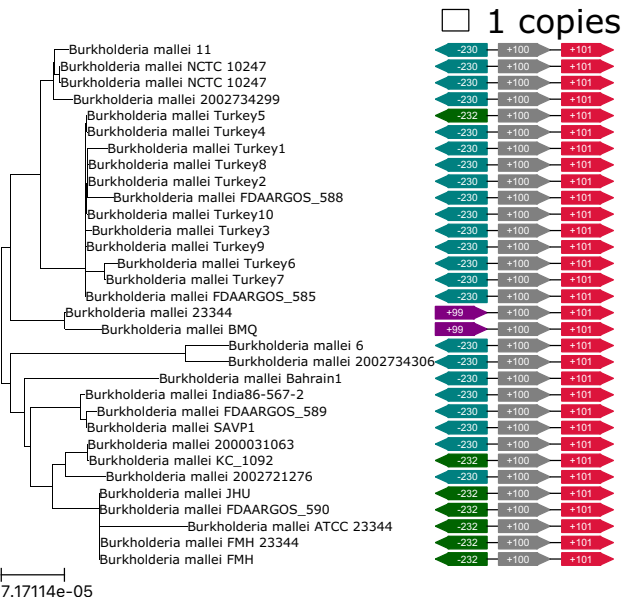 1 copies
Burkholderia mallei 11 -230 +100 +101
Burkholderia mallei NCTC 10247 -230 +100 +101
Burkholderia mallei NCTC 10247 -230 +100 +101
Burkholderia mallei 2002734299 -230 +100 +101
Burkholderia mallei Turkey5 -232 +100 +101
Burkholderia mallei Turkey4 -230 +100 +101
Burkholderia mallei Turkey1 -230 +100 +101
Burkholderia mallei Turkey8 -230 +100 +101
Burkholderia mallei Turkey2 -230 +100 +101
Burkholderia mallei FDAARGOS_588 -230 +100 +101
Burkholderia mallei Turkey10 -230 +100 +101
Burkholderia mallei Turkey3 -230 +100 +101
Burkholderia mallei Turkey9 -230 +100 +101
Burkholderia mallei Turkey6 -230 +100 +101
Burkholderia mallei Turkey7 -230 +100 +101
Burkholderia mallei FDAARGOS_585 -230 +100 +101
Burkholderia mallei 23344 +99 +100 +101
Burkholderia mallei BMQ +99 +100 +101
Burkholderia mallei 6 -230 +100 +101
Burkholderia mallei 2002734306 -230 +100 +101
Burkholderia mallei Bahrain1 -230 +100 +101
Burkholderia mallei India86-567-2 -230 +100 +101
Burkholderia mallei FDAARGOS_589 -230 +100 +101
Burkholderia mallei SAVP1 -230 +100 +101
Burkholderia mallei 2000031063 -230 +100 +101
Burkholderia mallei KC_1092 -232 +100 +101
Burkholderia mallei 2002721276 -230 +100 +101
Burkholderia mallei JHU -232 +100 +101
Burkholderia mallei FDAARGOS_590 -232 +100 +101
Burkholderia mallei ATCC 23344 -232 +100 +101
Burkholderia mallei FMH 23344 -232 +100 +101
Burkholderia mallei FMH -232 +100 +101
7.17114e-05